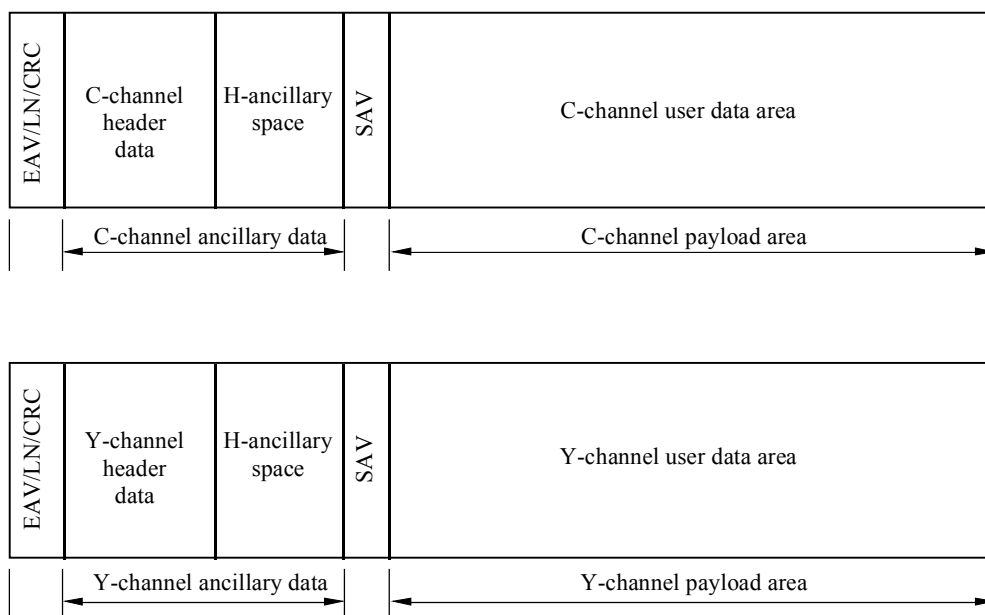 EAV/LN/CRC
C-channel
header
data
H-ancillary
space
SAV
C-channel user data area
C-channel ancillary data
C-channel payload area
EAV/LN/CRC
Y-channel
header
data
H-ancillary
space
SAV
Y-channel user data area
Y-channel ancillary data
Y-channel payload area